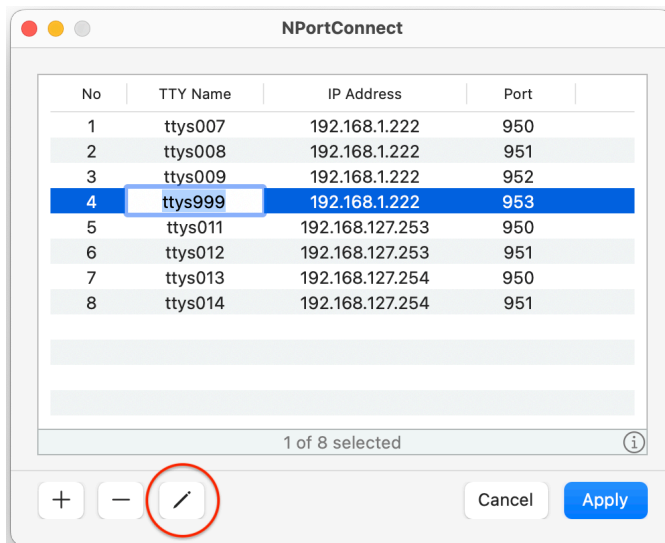 NPortConnect
No TTY Name IP Address Port
1 ttys007 192.168.1.222 950
2 ttys008 192.168.1.222 951
3 ttys009 192.168.1.222 952
4 ttys999 192.168.1.222 953
5 ttys011 192.168.127.253 950
6 ttys012 192.168.127.253 951
7 ttys013 192.168.127.254 950
8 ttys014 192.168.127.254 951
1 of 8 selected
Cancel Apply